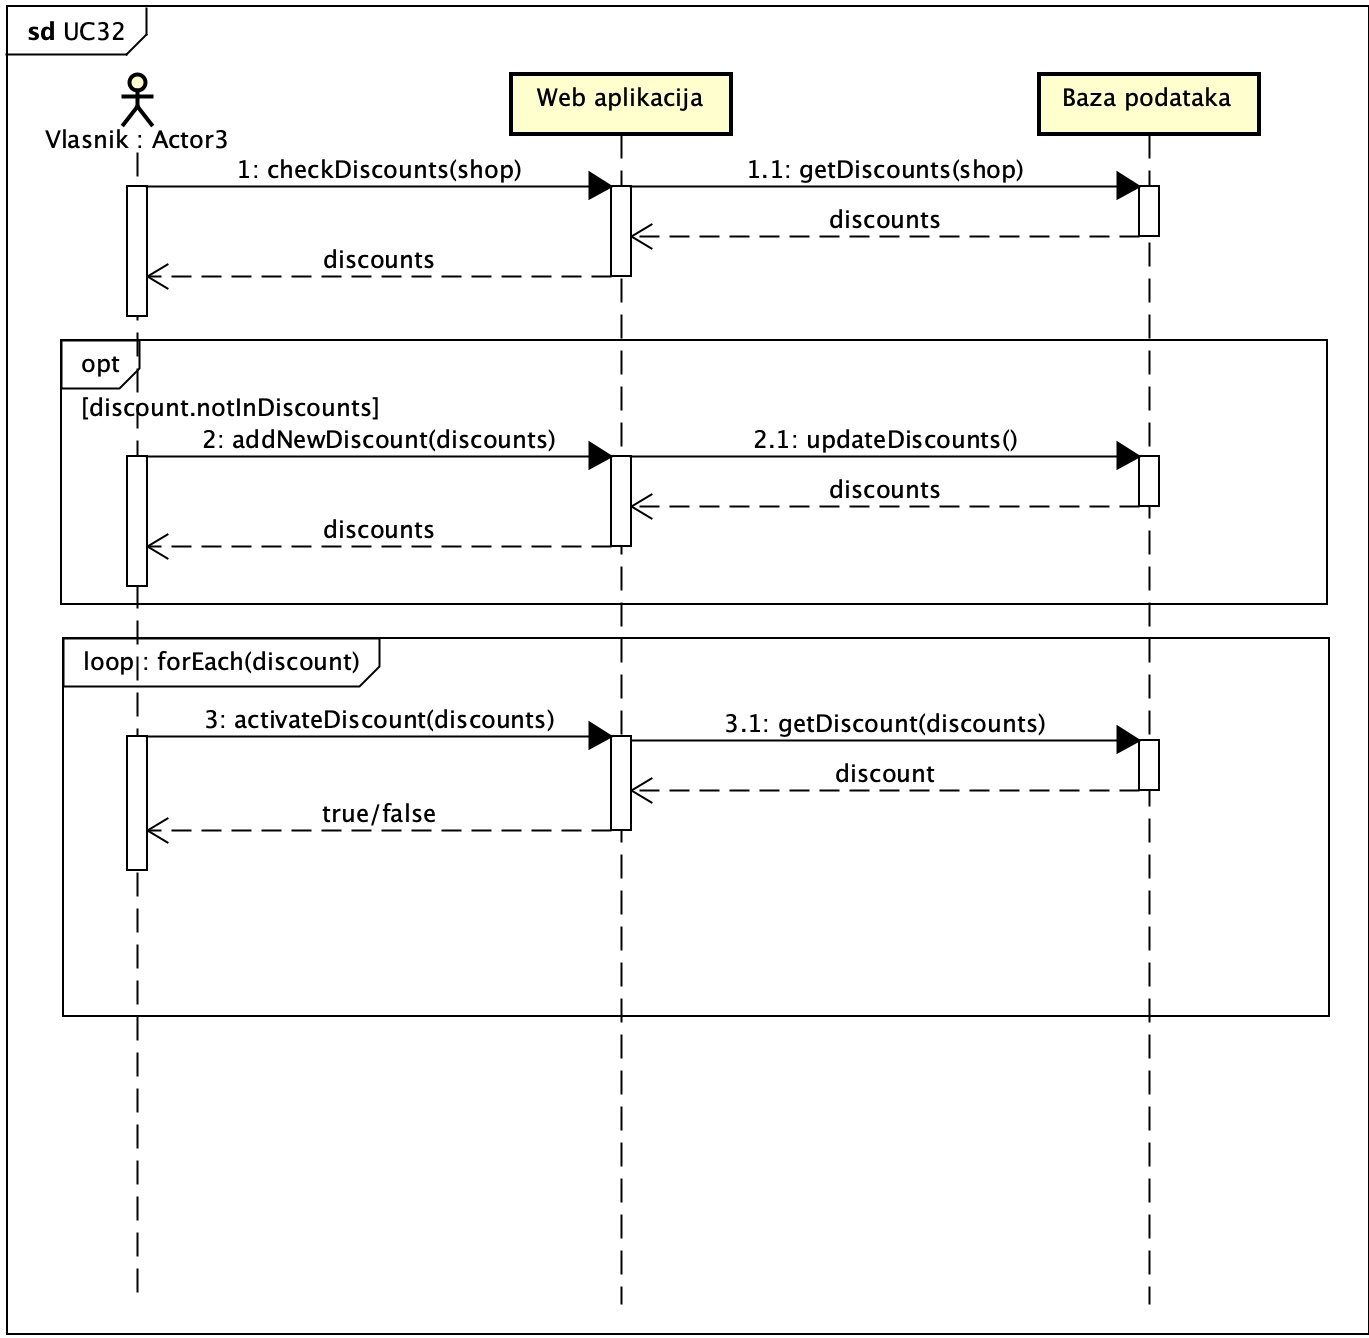 sd UC32
Vlasnik : Actor3
Web aplikacija
Baza podataka
1: checkDiscounts(shop)
1.1: getDiscounts(shop)
discounts
discounts
opt
[discount.notInDiscounts]
2: addNewDiscount(discounts)
2.1: updateDiscounts()
discounts
discounts
loop : forEach(discount)
3: activateDiscount(discounts)
3.1: getDiscount(discounts)
discount
true/false